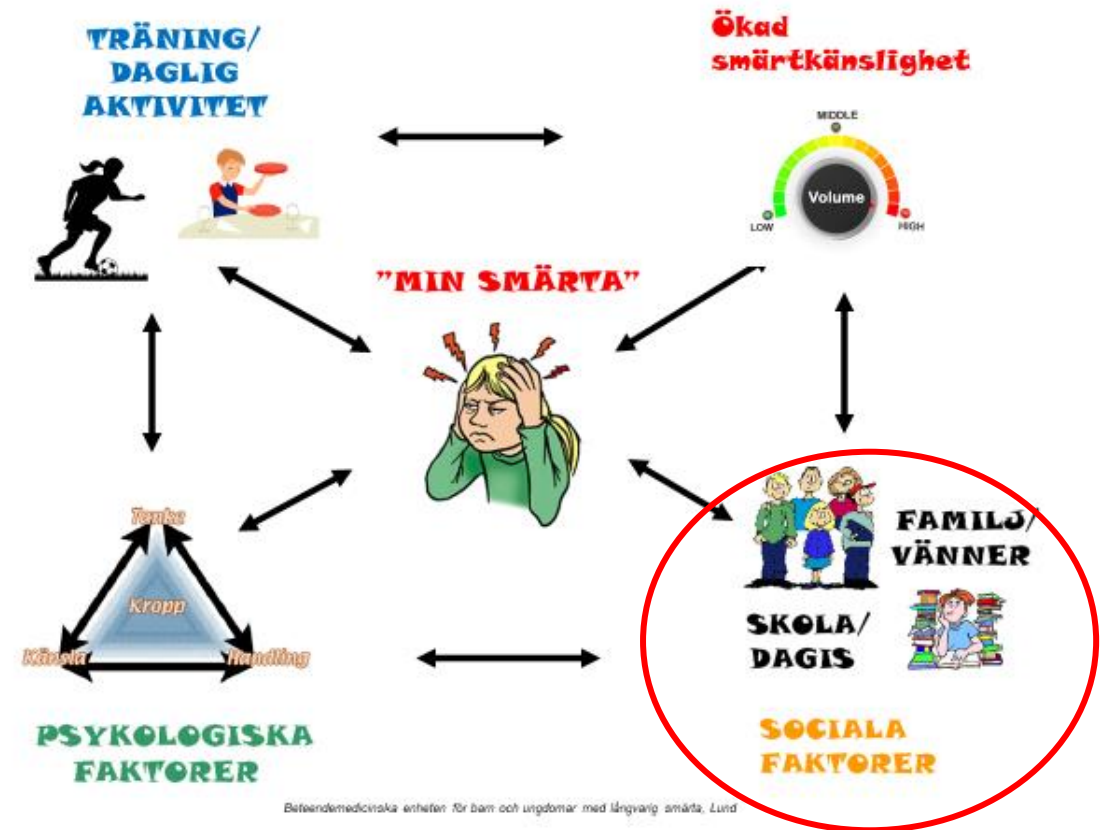 TRÄNING/
DAGLIG
AKTIVITET
Ökad
smärtkänslighet
MIDDLE
Volume
LOW
HIGH
”MIN SMÄRTA”
Tanke
Kropp
Känsla
Handling
FAMILJ/
VÄNNER
SKOLA/
DAGIS
PSYKOLOGISKA
FAKTORER
SOCIALA
FAKTORER
Beteendemedicinska enheten för barn och ungdomar med långvarig smärta, Lund